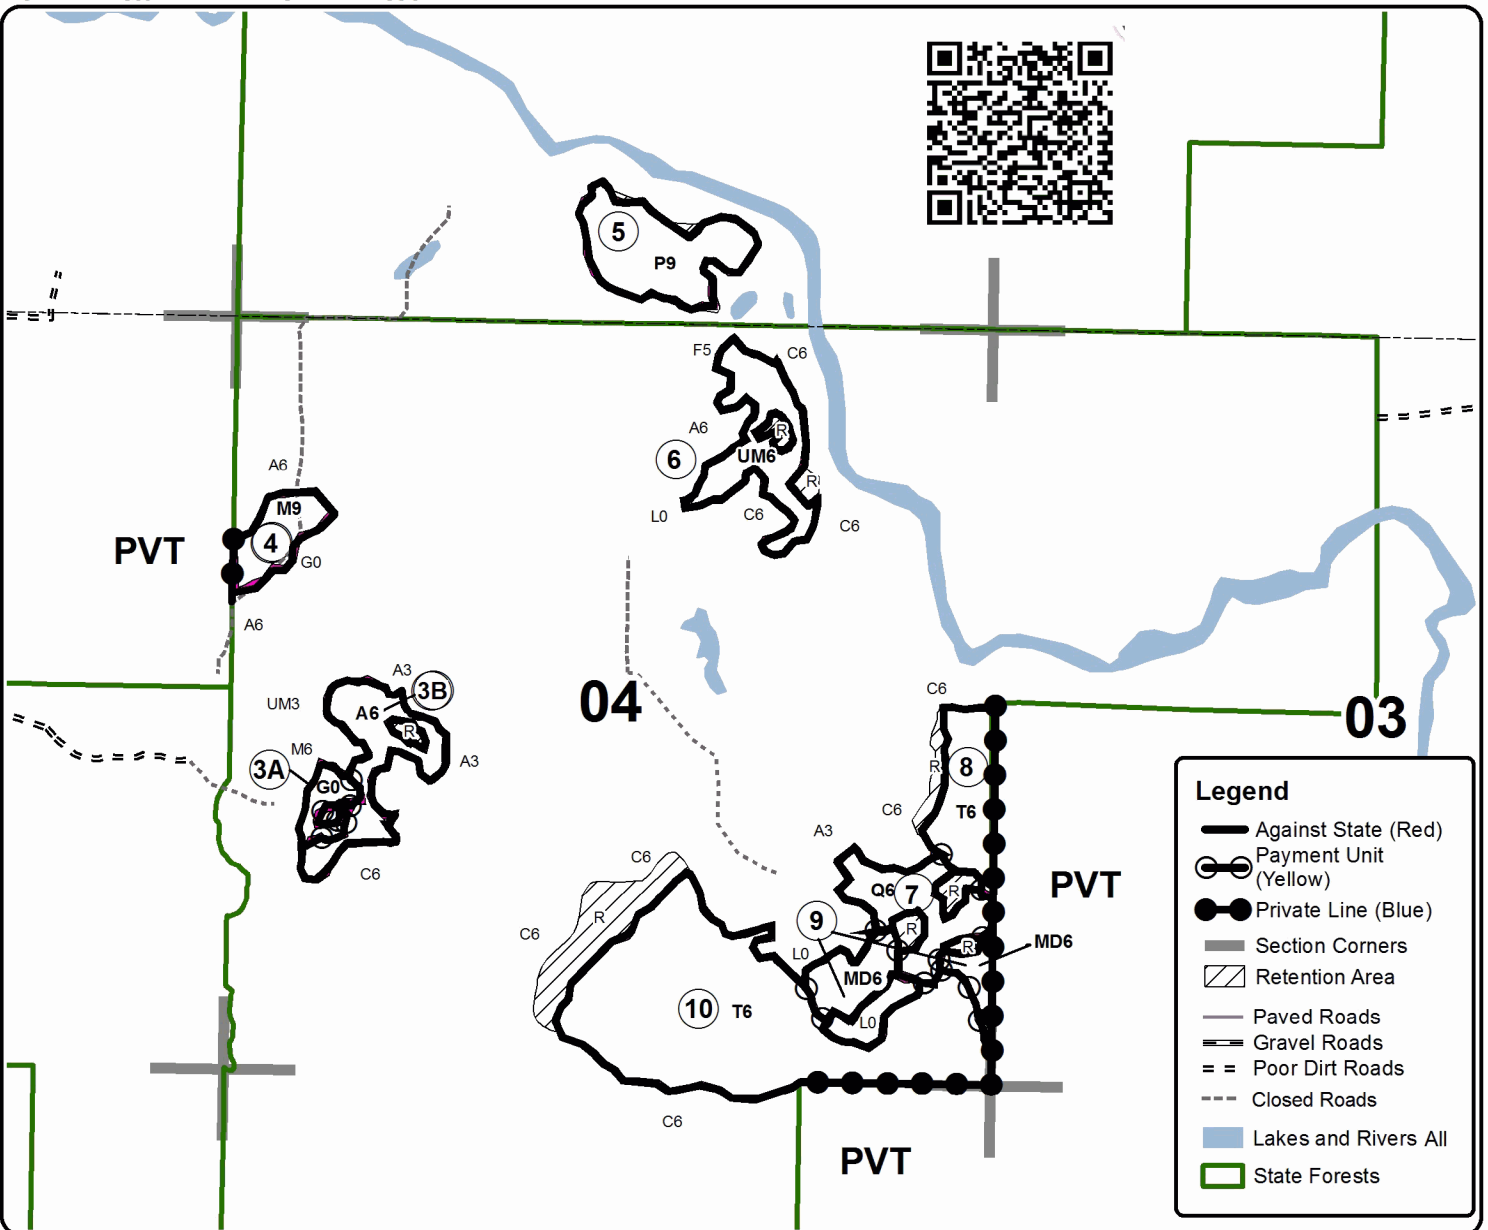 5
P9
F5
C6
A6
R
6
UM6
R
L0
C6
C6
A6
M9
4
G0
PVT
A6
A3
3B
UM3
A6
R
M6
A3
3A
G0
C6
04
C6
03
R
8
C6
T6
A3
C6
Q6
7
R
PVT
R
9
R
C6
R
MD6
L0
MD6
10
T6
L0
C6
PVT
Legend
Against State (Red)
Payment Unit
(Yellow)
Private Line (Blue)
Section Corners
Retention Area
Paved Roads
Gravel Roads
Poor Dirt Roads
Closed Roads
Lakes and Rivers All
State Forests